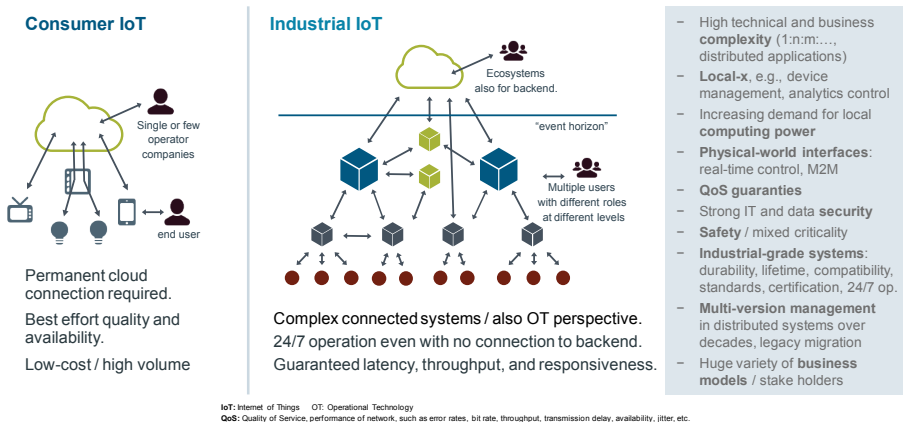 Consumer IoT
Single or few
operator
companies
end user
Permanent cloud
connection required.
Best effort quality and
availability.
Low-cost / high volume
Industrial IoT
Ecosystems
also for backend.
“event horizon”
Multiple users
with different roles
at different levels
Complex connected systems / also OT perspective.
24/7 operation even with no connection to backend.
Guaranteed latency, throughput, and responsiveness.
− High technical and business
complexity (1:n:m:…,
distributed applications)
− Local-x, e.g., device
management, analytics control
− Increasing demand for local
computing power
− Physical-world interfaces:
real-time control, M2M
− QoS guaranties
− Strong IT and data security
− Safety / mixed criticality
− Industrial-grade systems:
durability, lifetime, compatibility,
standards, certification, 24/7 op.
− Multi-version management
in distributed systems over
decades, legacy migration
− Huge variety of business
models / stake holders
IoT: Internet of Things OT: Operational Technology
QoS: Quality of Service, performance of network, such as error rates, bit rate, throughput, transmission delay, availability, jitter, etc.